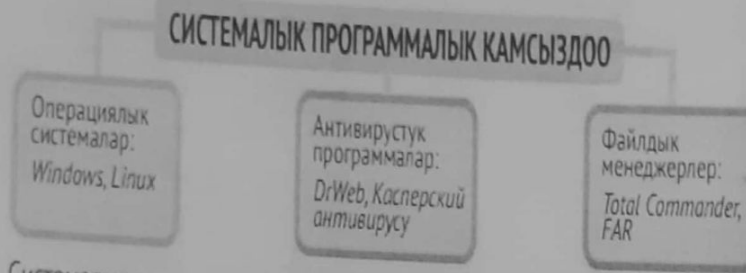 СИСТЕМАЛЫК ПРОГРАММАЛЫК КАМСЫЗДОО
Операциялык
системалар:
Windows, Linux
Антивирустук
программалар:
DrWeb, Касперский
антивирусу
Файлдык
менеджерлер:
Total Commander,
FAR